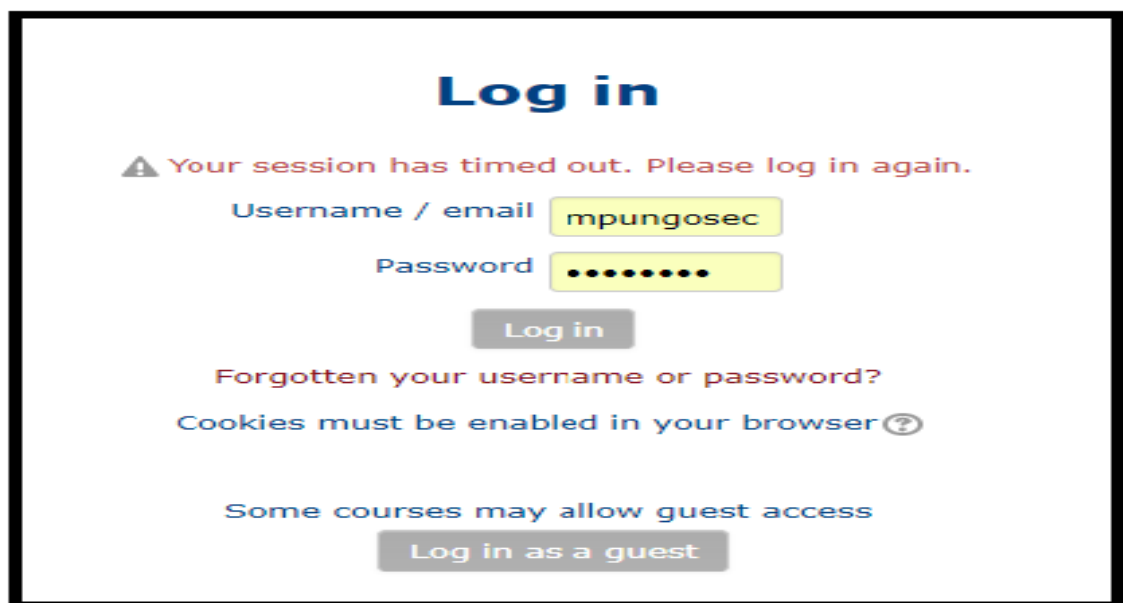 Log in
Your session has timed out. Please log in again.
Username / email mpungosec
Password ••••••••
Log in
Forgotten your username or password?
Cookies must be enabled in your browser
Some courses may allow guest access
Log in as a guest